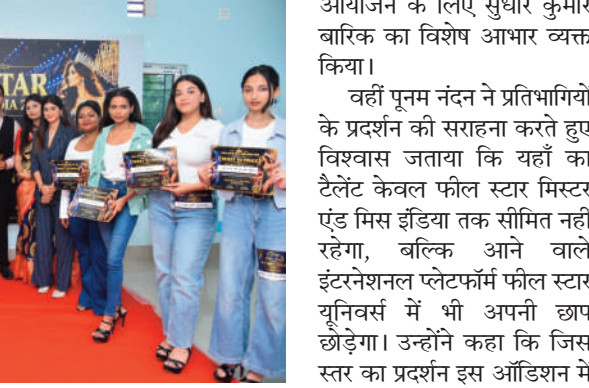 TAR
आयोजन के लिए सुधीर कुमार
बारिक का विशेष आभार व्यक्त
किया।
वहीं पूनम नंदन ने प्रतिभागियों
के प्रदर्शन की सराहना करते हुए
विश्वास जताया कि यहाँ का
टैलेंट केवल फील स्टार मिस्टर
एंड मिस इंडिया तक सीमित नहीं
रहेगा, बल्कि आने वाले
इंटरनेशनल प्लेटफॉर्म फील स्टार
यूनिवर्स में भी अपनी छाप
छोड़ेगा। उन्होंने कहा कि जिस
स्तर का प्रदर्शन इस ऑडिशन में